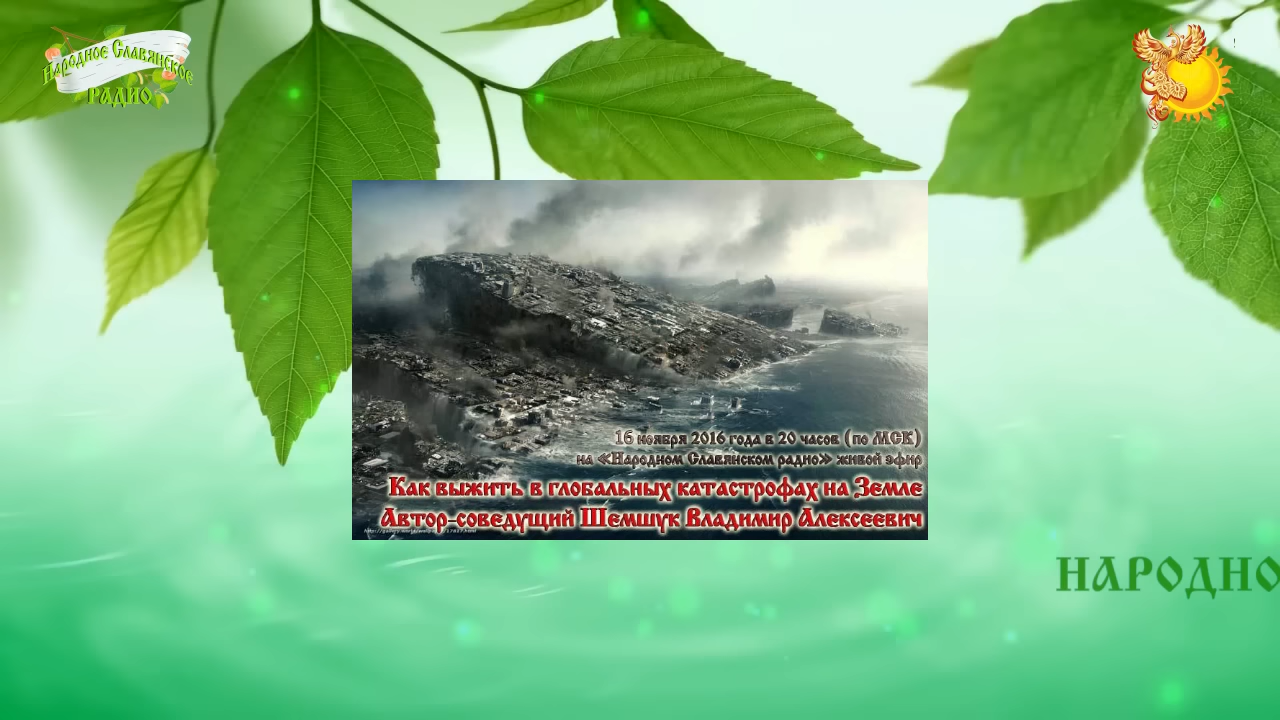 Народное Славянское
РАДИО
16 ноября 2016 года в 20 часов (по МСК)
на «Народном Славянском радио» живой эфир
Как выжить в глобальных катастрофах на Земле
Автор-соведущий Шемшук Владимир Алексеевич
НАРОДНО